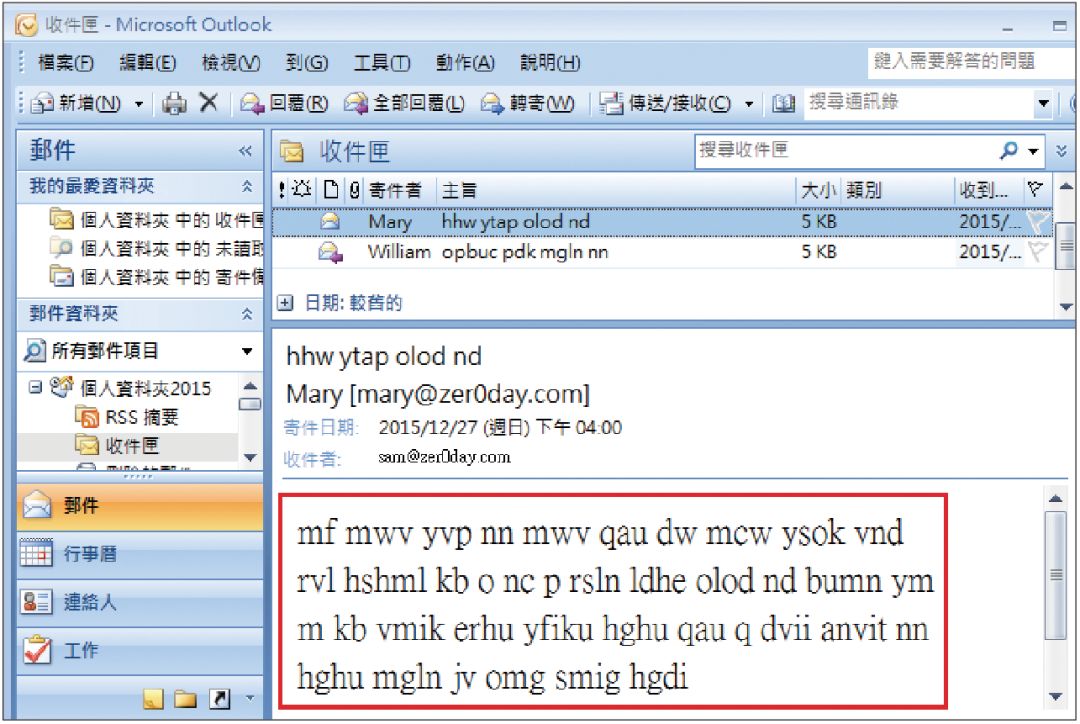 收件匣 - Microsoft Outlook
檔案(F) 編輯(E) 檢視(V) 到(G) 工具(T) 動作(A) 說明(H) 鍵入需要解答的問題
新增(N) 回覆(R) 全部回覆(L) 轉寄(W) 傳送/接收(C) 搜尋通訊錄
郵件 «
我的最愛資料夾
個人資料夾 中的 收件匣
個人資料夾 中的 未讀取
個人資料夾 中的 寄件備
郵件資料夾
所有郵件項目
個人資料夾2015
RSS 摘要
收件匣
刪除的郵件
郵件
行事曆
連絡人
工作
收件匣 搜尋收件匣
寄件者 主旨 大小 類別 收到...
Mary hhw ytap olod nd 5 KB 2015/...
William opbuc pdk mgln nn 5 KB 2015/...
日期: 較舊的
hhw ytap olod nd
Mary [mary@zer0day.com]
寄件日期: 2015/12/27 (週日) 下午 04:00
收件者: sam@zer0day.com
mf mwv yvp nn mwv qau dw mcw ysok vnd
rvl hshml kb o nc p rsln ldhe olod nd bumn ym
m kb vmik erhu yfiku hghu qau q dvii anvit nn
hghu mgln jv omg smig hgdi